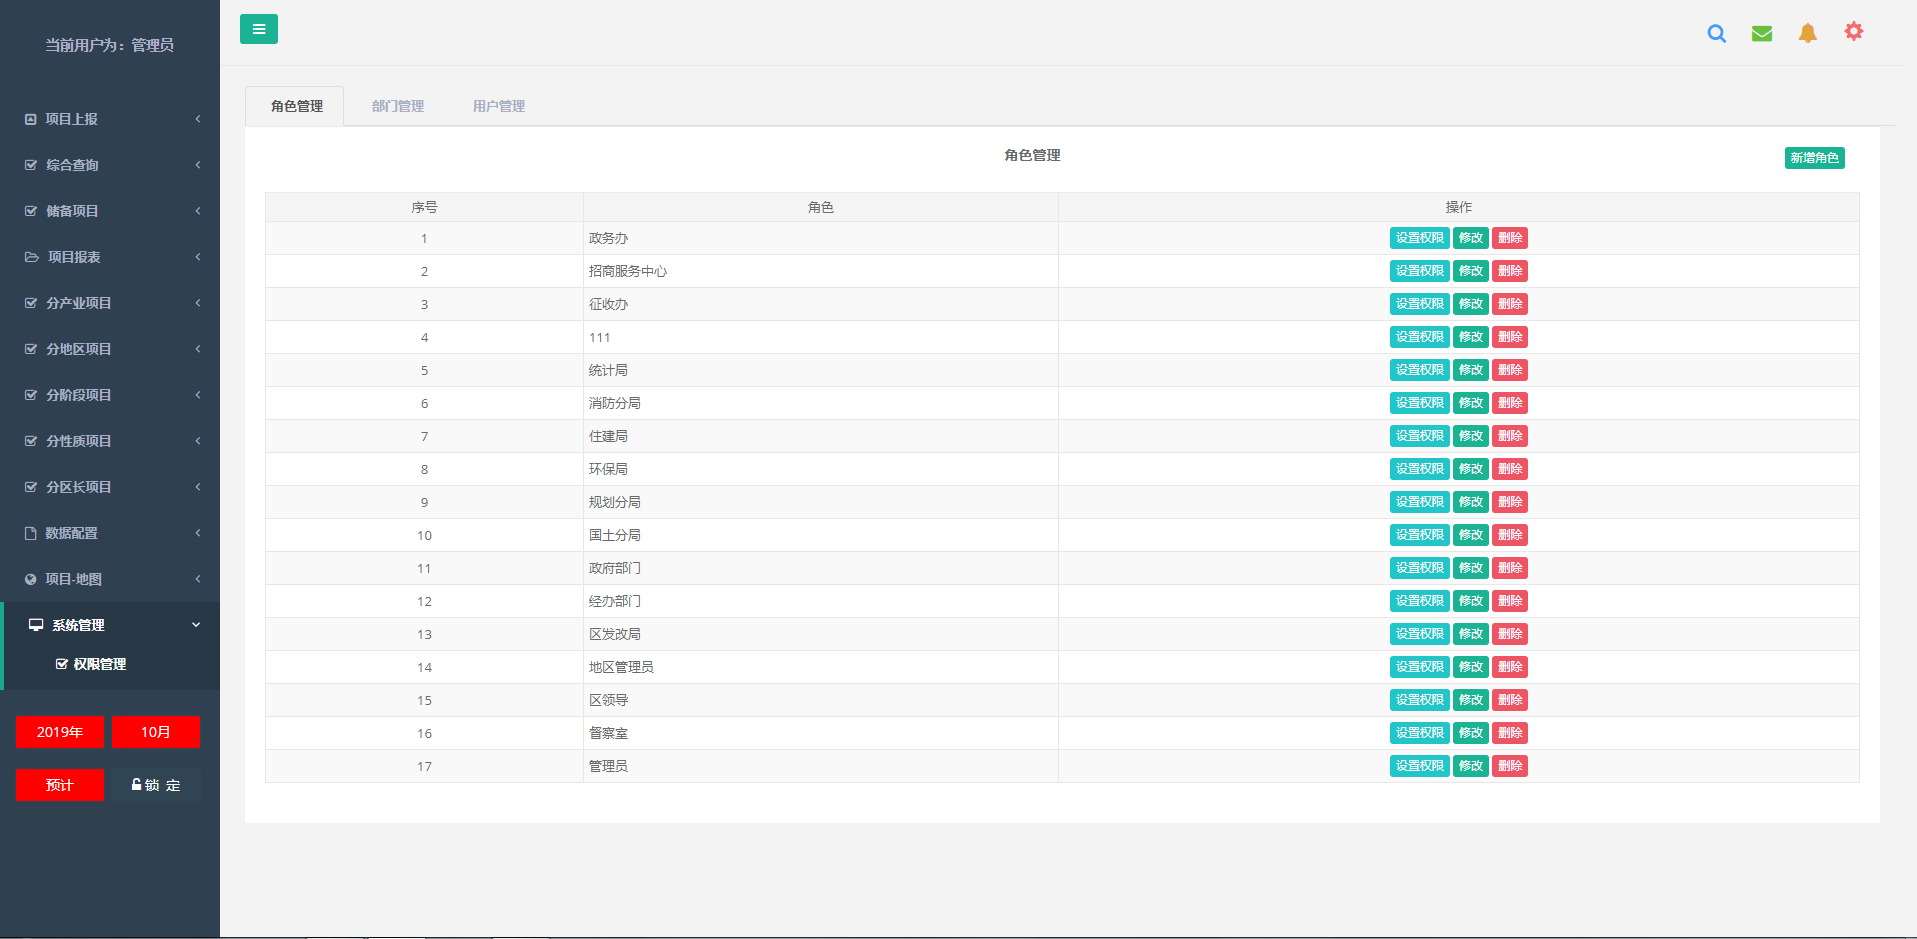 当前用户为：管理员
项目上报
综合查询
储备项目
项目报表
分产业项目
分地区项目
分阶段项目
分性质项目
分区长项目
数据配置
项目-地图
系统管理
权限管理
2019年 10月
预计 锁 定
角色管理 部门管理 用户管理
角色管理
新增角色
序号 角色 操作
1 政务办 设置权限 修改 删除
2 招商服务中心 设置权限 修改 删除
3 征收办 设置权限 修改 删除
4 111 设置权限 修改 删除
5 统计局 设置权限 修改 删除
6 消防分局 设置权限 修改 删除
7 住建局 设置权限 修改 删除
8 环保局 设置权限 修改 删除
9 规划分局 设置权限 修改 删除
10 国土分局 设置权限 修改 删除
11 政府部门 设置权限 修改 删除
12 经办部门 设置权限 修改 删除
13 区发改局 设置权限 修改 删除
14 地区管理员 设置权限 修改 删除
15 区领导 设置权限 修改 删除
16 督察室 设置权限 修改 删除
17 管理员 设置权限 修改 删除